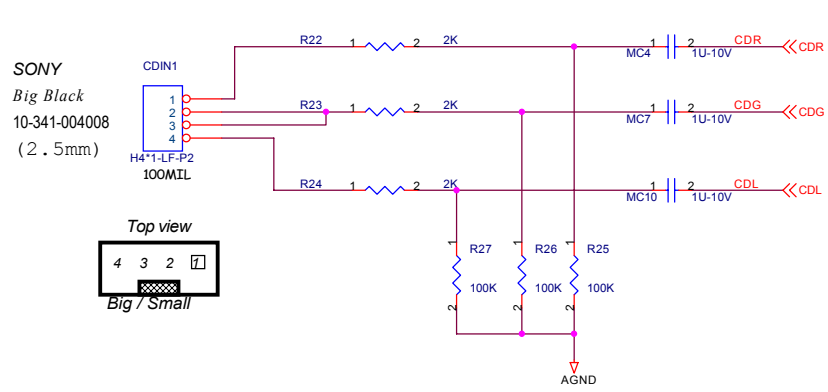 R22 1 2 2K
MC4 1 2 1U-10V CDR CDR
SONY
Big Black
10-341-004008
(2.5mm)
CDIN1
1
2
3
4
H4*1-LF-P2
100MIL
R23 1 2 2K
MC7 1 2 1U-10V CDG CDG
R24 1 2 2K
MC10 1 2 1U-10V CDL CDL
Top view
4 3 2 1
Big / Small
1 R27 100K 2
1 R26 100K 2
1 R25 100K 2
AGND